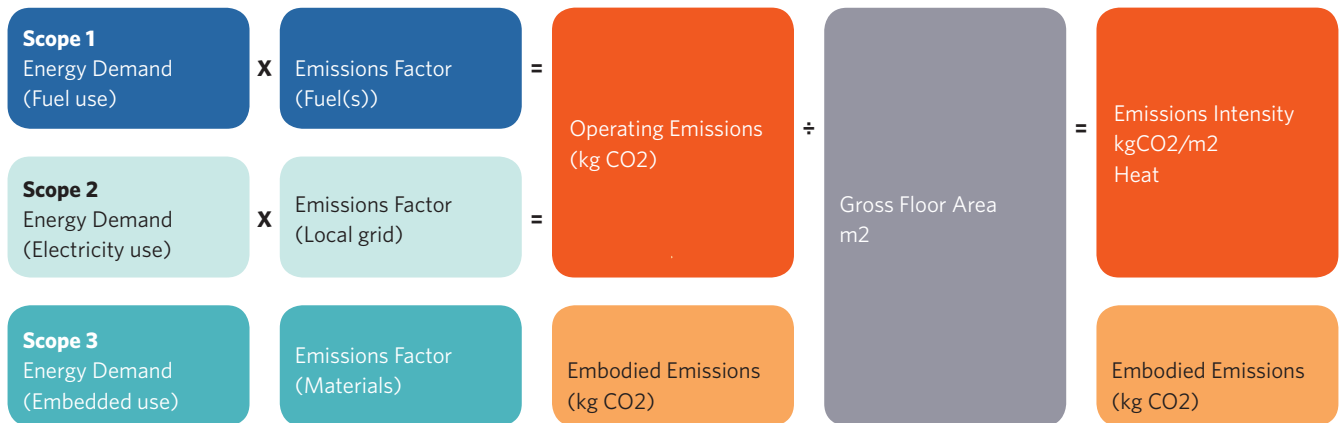 Scope 1
Energy Demand
(Fuel use)
X
Emissions Factor
(Fuel(s))
=
Operating Emissions
(kg CO2)
÷
Gross Floor Area
m2
=
Emissions Intensity
kgCO2/m2
Heat
Scope 2
Energy Demand
(Electricity use)
X
Emissions Factor
(Local grid)
=
Scope 3
Energy Demand
(Embedded use)
Emissions Factor
(Materials)
Embodied Emissions
(kg CO2)
Embodied Emissions
(kg CO2)